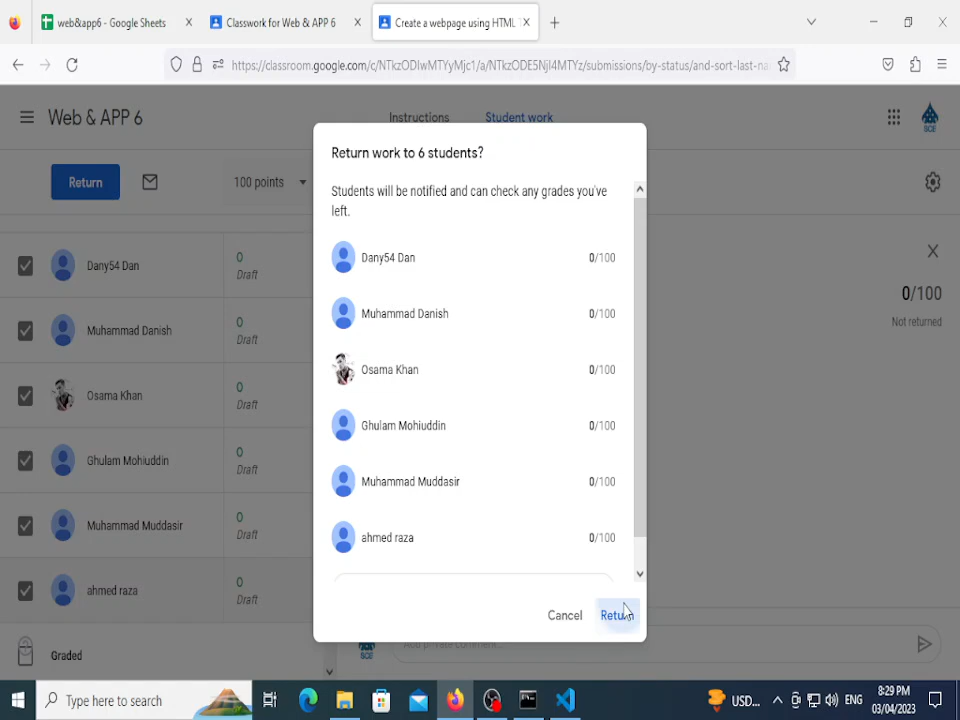 web&app6 - Google Sheets
Classwork for Web & APP 6
Create a webpage using HTML
https://classroom.google.com/c/NTkzODIwMTYyMjc1/a/NTkzODE5NjI4MTYz/submissions/by-status/and-sort-last-na
Web & APP 6
Instructions
Student work
SCE
Return
100 points
Return work to 6 students?
Students will be notified and can check any grades you've
left.
Dany54 Dan
0/100
Muhammad Danish
0/100
Osama Khan
0/100
Ghulam Mohiuddin
0/100
Muhammad Muddasir
0/100
ahmed raza
0/100
Cancel
Return
Dany54 Dan
0
Draft
Muhammad Danish
0
Draft
Osama Khan
0
Draft
Ghulam Mohiuddin
0
Draft
Muhammad Muddasir
0
Draft
ahmed raza
0
Draft
Graded
0/100
Not returned
SCE
Add private comment...
Type here to search
USD...
ENG
8:29 PM
03/04/2023